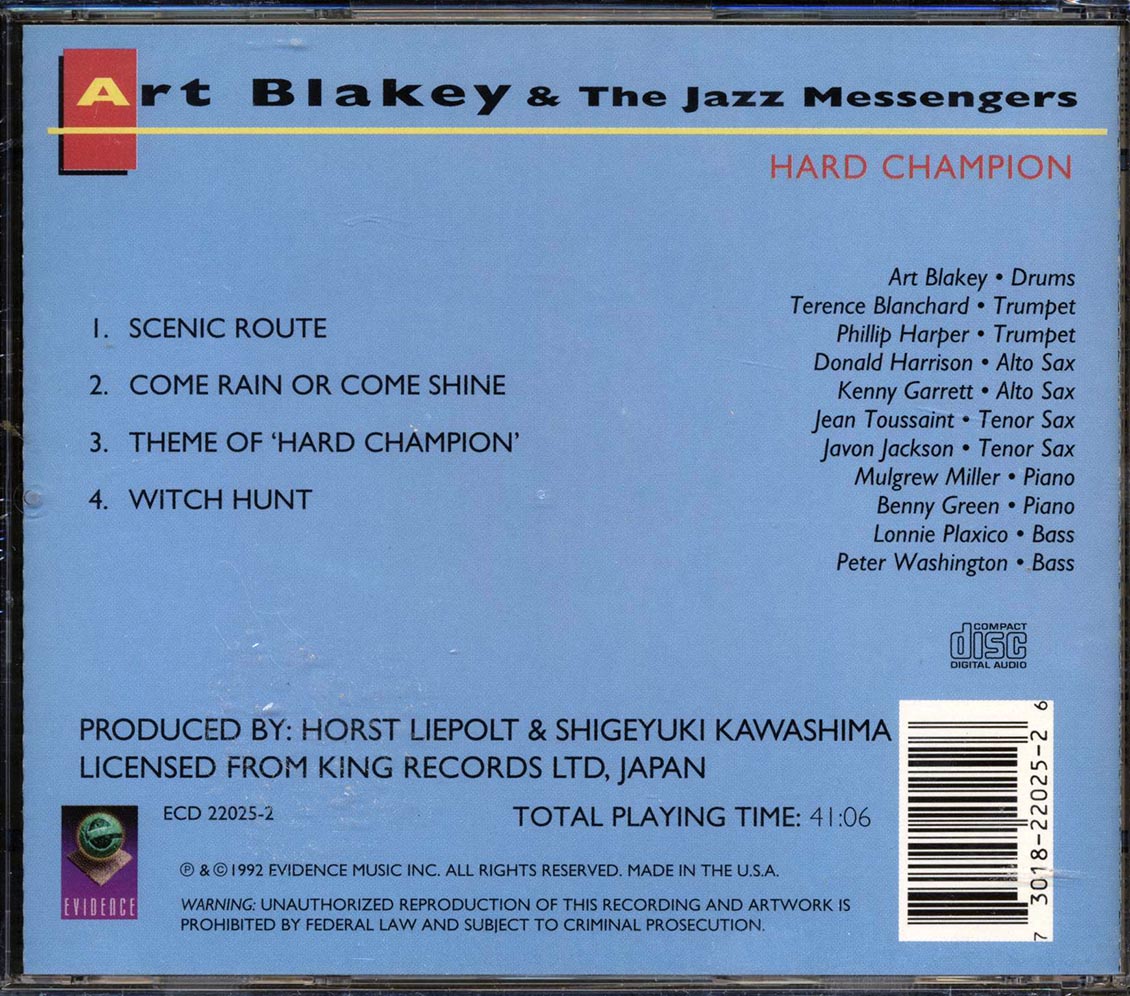 Art Blakey & The Jazz Messengers
HARD CHAMPION
1. SCENIC ROUTE
2. COME RAIN OR COME SHINE
3. THEME OF ‘HARD CHAMPION’
4. WITCH HUNT
Art Blakey • Drums
Terence Blanchard • Trumpet
Phillip Harper • Trumpet
Donald Harrison • Alto Sax
Kenny Garrett • Alto Sax
Jean Toussaint • Tenor Sax
Javon Jackson • Tenor Sax
Mulgrew Miller • Piano
Benny Green • Piano
Lonnie Plaxico • Bass
Peter Washington • Bass
COMPACT
disc
DIGITAL AUDIO
PRODUCED BY: HORST LIEPOLT & SHIGEYUKI KAWASHIMA
LICENSED FROM KING RECORDS LTD, JAPAN
ECD 22025-2
TOTAL PLAYING TIME: 41:06
℗ & © 1992 EVIDENCE MUSIC INC. ALL RIGHTS RESERVED. MADE IN THE U.S.A.
WARNING: UNAUTHORIZED REPRODUCTION OF THIS RECORDING AND ARTWORK IS
PROHIBITED BY FEDERAL LAW AND SUBJECT TO CRIMINAL PROSECUTION.
EVIDENCE
7 3018-22025-2 6